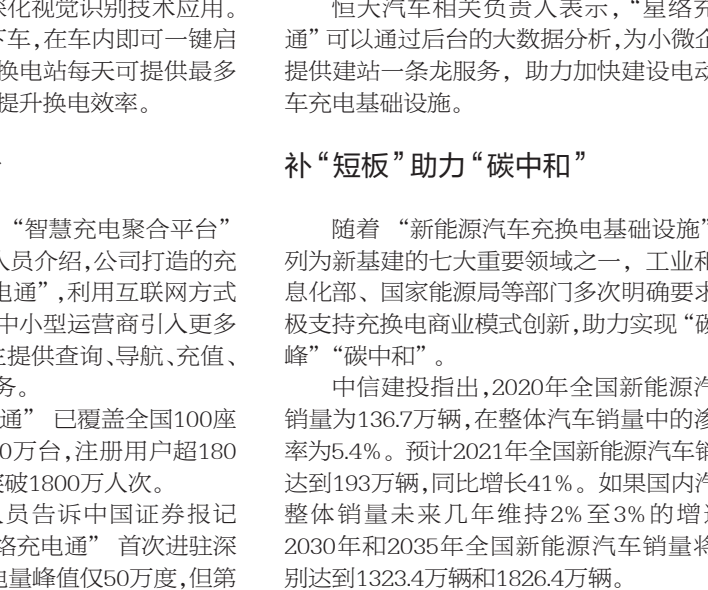 深化视觉识别技术应用。
下车,在车内即可一键启
换电站每天可提供最多
提升换电效率。
“智慧充电聚合平台”
人员介绍,公司打造的充
电通”,利用互联网方式
中小型运营商引入更多
主提供查询、导航、充值、
务。
通” 已覆盖全国100座
0万台,注册用户超180
突破1800万人次。
人员告诉中国证券报记
络充电通” 首次进驻深
电量峰值仅50万度,但第
恒大汽车相关负责人表示,“星络充
通”可以通过后台的大数据分析,为小微企
提供建站一条龙服务, 助力加快建设电动
车充电基础设施。
补“短板”助力“碳中和”
随着 “新能源汽车充换电基础设施”
列为新基建的七大重要领域之一, 工业和
息化部、国家能源局等部门多次明确要求
极支持充换电商业模式创新,助力实现“碳
峰”“碳中和”。
中信建投指出,2020年全国新能源汽
销量为136.7万辆,在整体汽车销量中的渗
率为5.4%。预计2021年全国新能源汽车销
达到193万辆,同比增长41%。如果国内汽
整体销量未来几年维持2%至3%的增速
2030年和2035年全国新能源汽车销量将
别达到1323.4万辆和1826.4万辆。